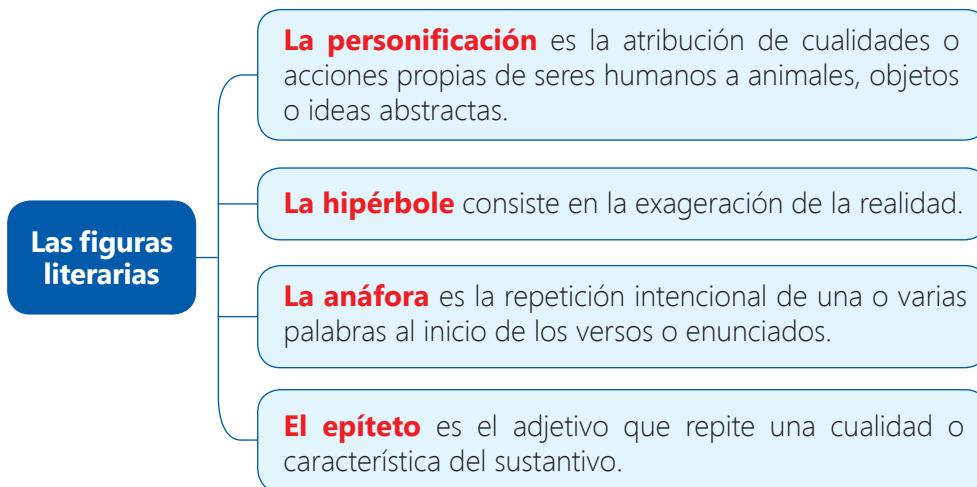 La personificación es la atribución de cualidades o
acciones propias de seres humanos a animales, objetos
o ideas abstractas.
La hipérbole consiste en la exageración de la realidad.
Las figuras
literarias
La anáfora es la repetición intencional de una o varias
palabras al inicio de los versos o enunciados.
El epíteto es el adjetivo que repite una cualidad o
característica del sustantivo.